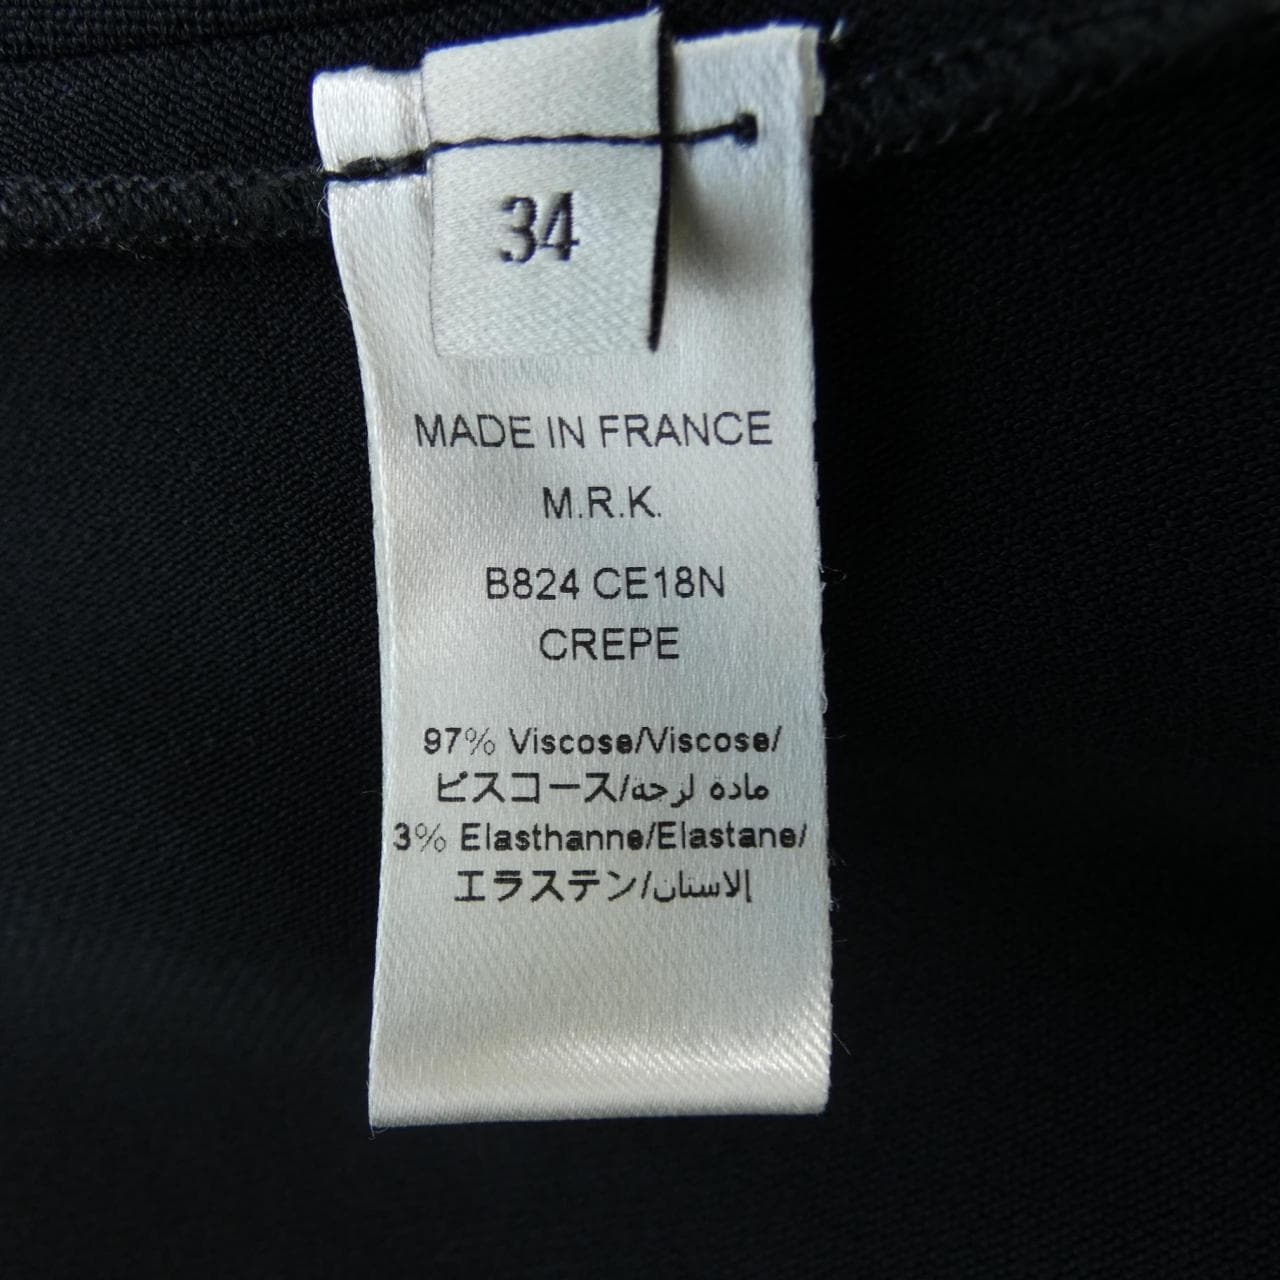 34
MADE IN FRANCE
M.R.K.
B824 CE18N
CREPE
97% Viscose/Viscose/
ビスコース/مادة لزجة
3% Elasthanne/Elastane/
エラステン/إلاستان